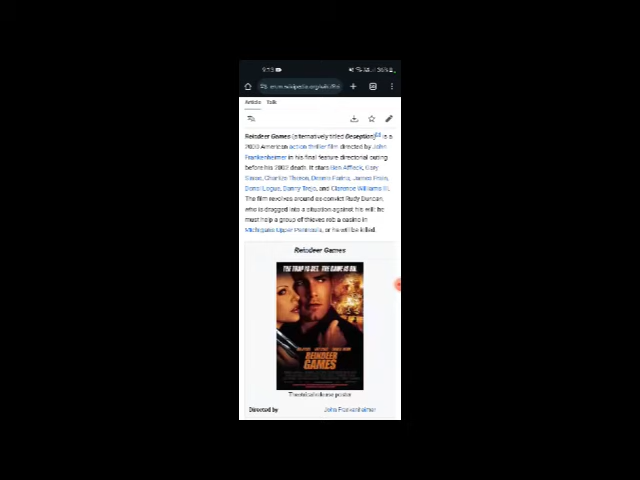 Article Talk
Reindeer Games (alternatively titled Deception)[2] is a
2000 American action thriller film directed by John
Frankenheimer in his final feature directorial outing
before his 2002 death. It stars Ben Affleck, Gary
Sinise, Charlize Theron, Dennis Farina, James Frain,
Donal Logue, Danny Trejo, and Clarence Williams III.
The film revolves around ex-convict Rudy Duncan,
who is dragged into a situation against his will; he
must help a group of thieves rob a casino in
Michigan's Upper Peninsula, or he will be killed.
Reindeer Games
THE TRAP IS SET. THE GAME IS ON.
REINDEER
GAMES
Theatrical release poster
Directed by John Frankenheimer